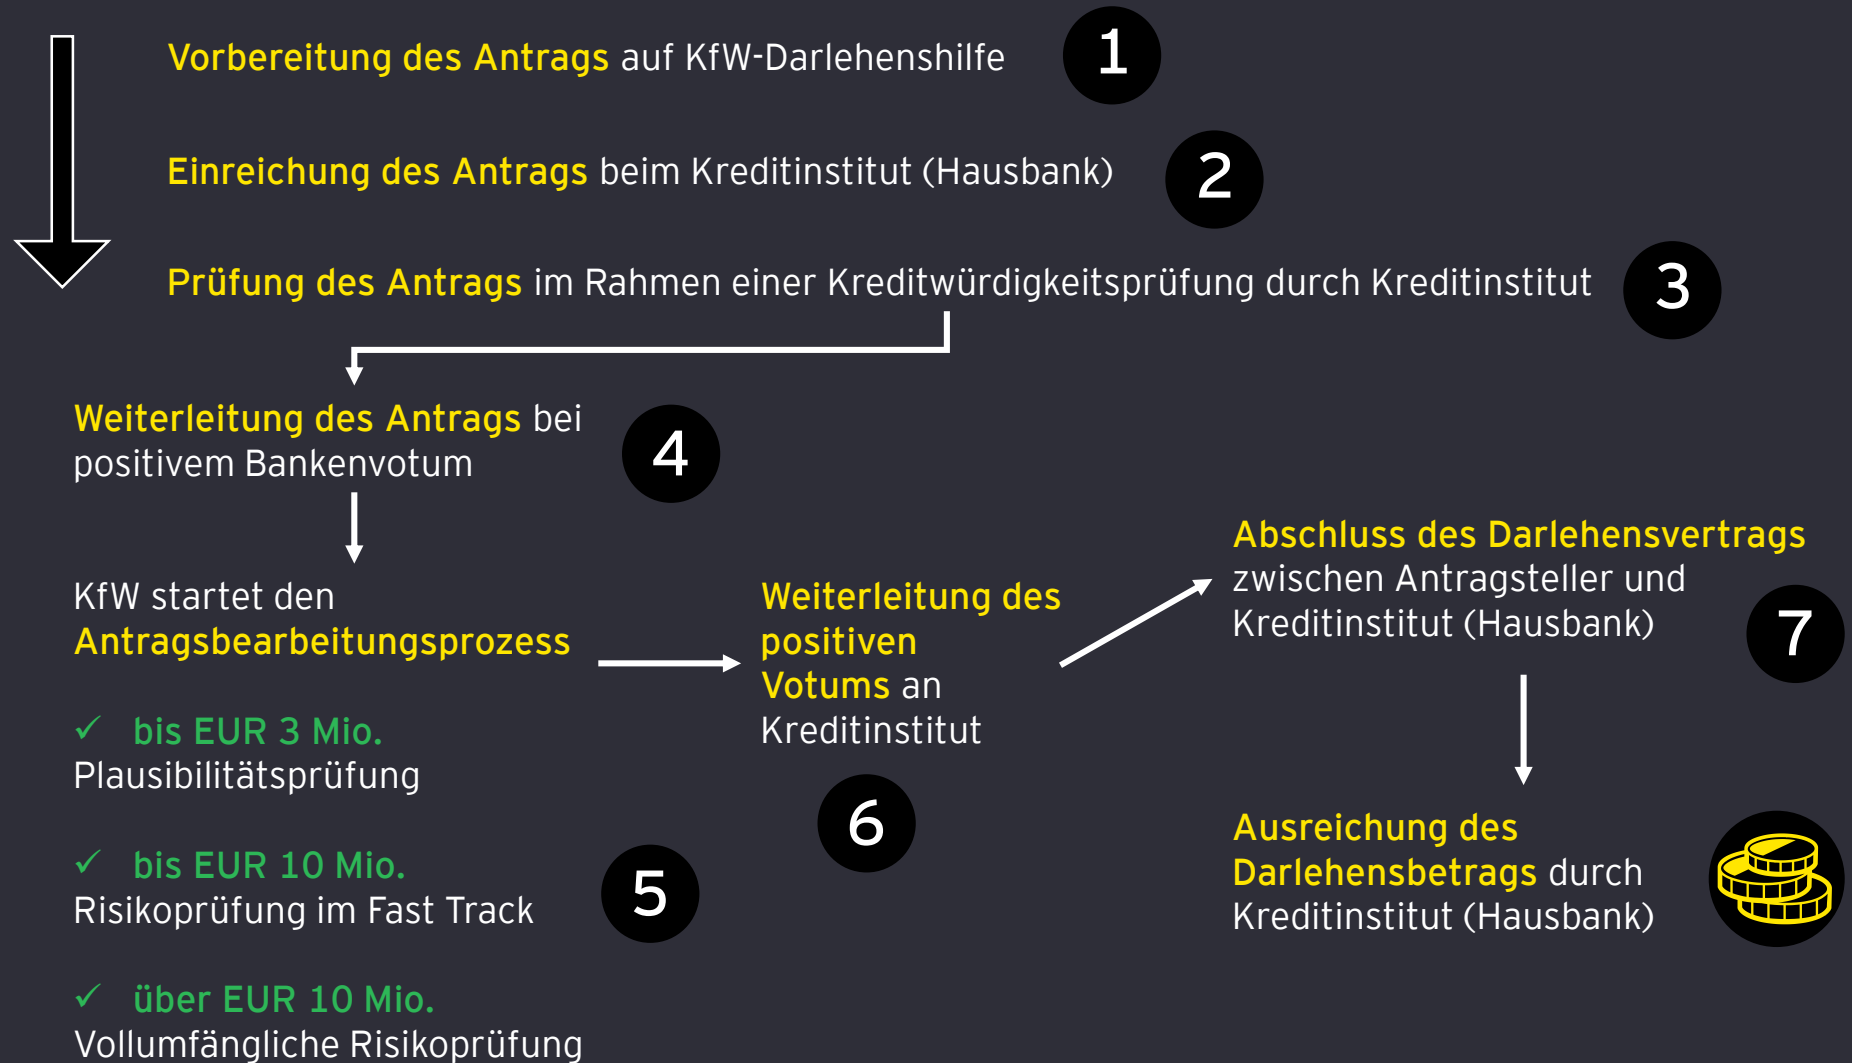 Vorbereitung des Antrags auf KfW-Darlehenshilfe
1
Einreichung des Antrags beim Kreditinstitut (Hausbank)
2
Prüfung des Antrags im Rahmen einer Kreditwürdigkeitsprüfung durch Kreditinstitut
3
Weiterleitung des Antrags bei
positivem Bankenvotum
4
KfW startet den
Antragsbearbeitungsprozess
✓ bis EUR 3 Mio.
Plausibilitätsprüfung
✓ bis EUR 10 Mio.
Risikoprüfung im Fast Track
✓ über EUR 10 Mio.
Vollumfängliche Risikoprüfung
5
Weiterleitung des
positiven
Votums an
Kreditinstitut
6
Abschluss des Darlehensvertrags
zwischen Antragsteller und
Kreditinstitut (Hausbank)
7
Ausreichung des
Darlehensbetrags durch
Kreditinstitut (Hausbank)